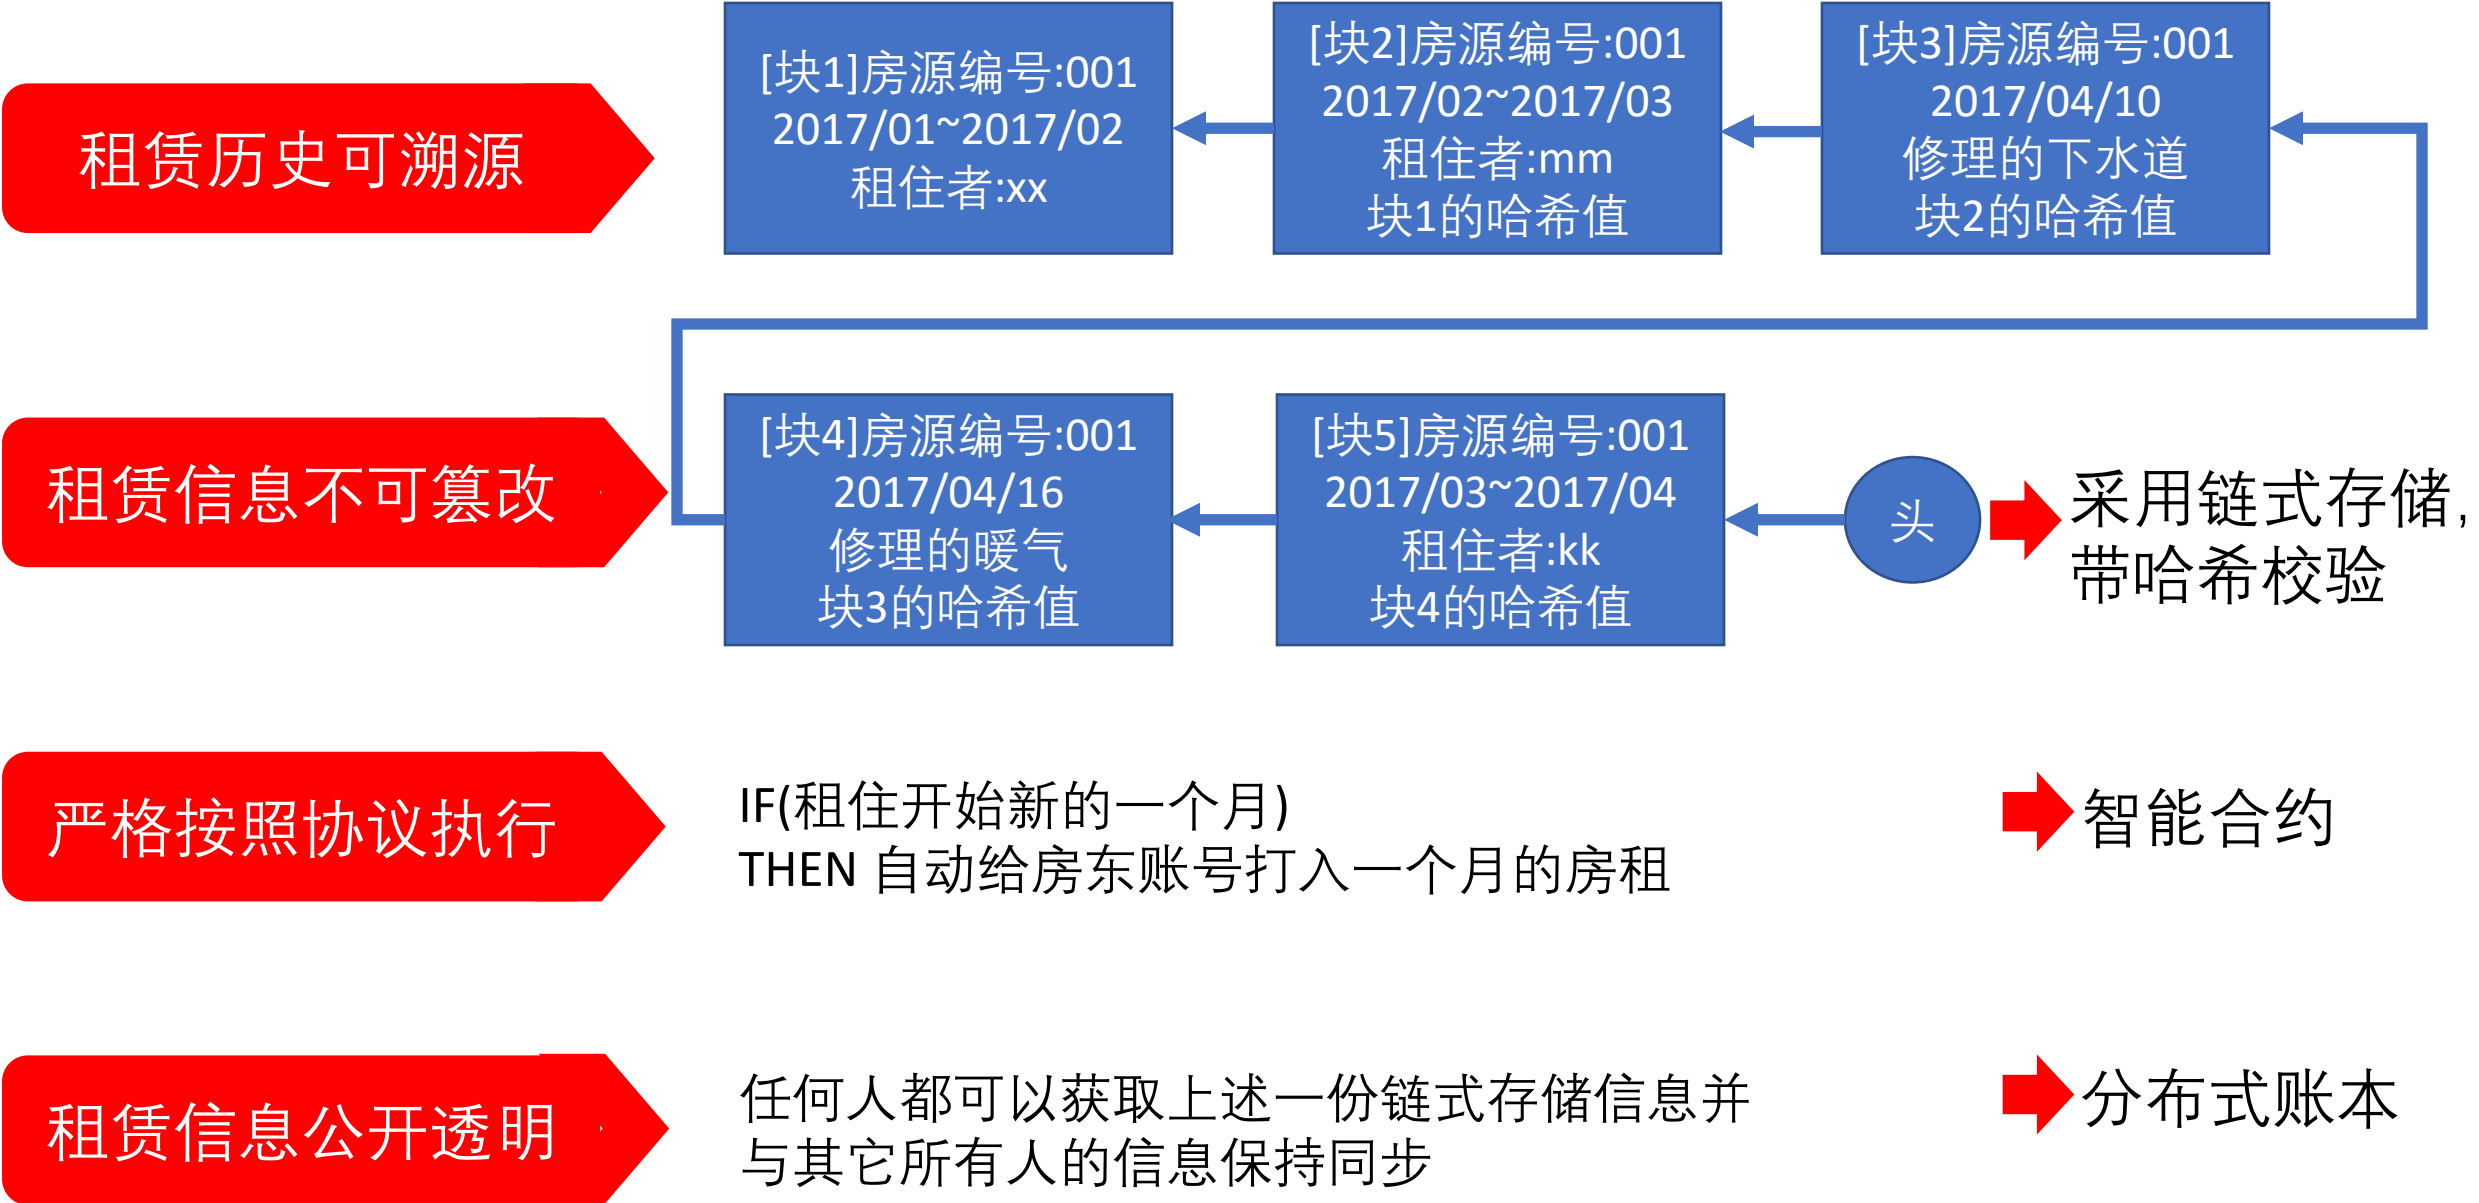 租赁历史可溯源
[块1]房源编号:001
2017/01~2017/02
租住者:xx
[块2]房源编号:001
2017/02~2017/03
租住者:mm
块1的哈希值
[块3]房源编号:001
2017/04/10
修理的下水道
块2的哈希值
租赁信息不可篡改
[块4]房源编号:001
2017/04/16
修理的暖气
块3的哈希值
[块5]房源编号:001
2017/03~2017/04
租住者:kk
块4的哈希值
头
采用链式存储,
带哈希校验
严格按照协议执行
IF(租住开始新的一个月)
THEN 自动给房东账号打入一个月的房租
智能合约
租赁信息公开透明
任何人都可以获取上述一份链式存储信息并
与其它所有人的信息保持同步
分布式账本